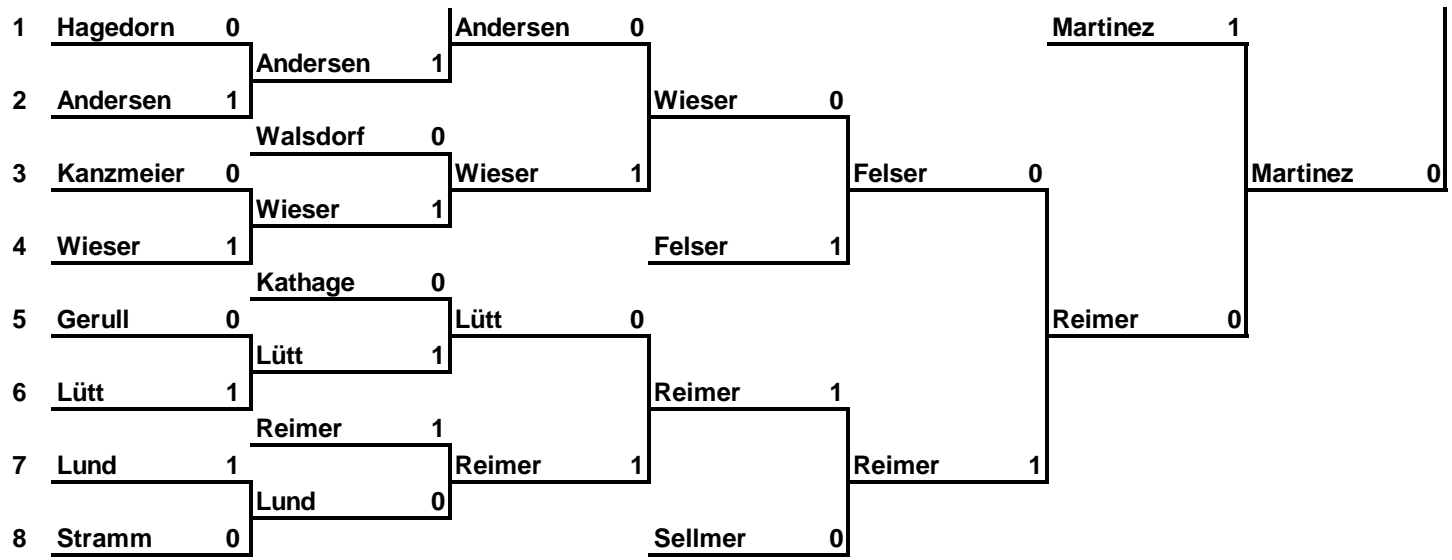 1 Hagedorn 0 Andersen 0 Martinez 1
Andersen 1
2 Andersen 1 Wieser 0
Walsdorf 0
3 Kanzmeier 0 Wieser 1 Felser 0 Martinez 0
Wieser 1
4 Wieser 1 Felser 1
Kathage 0
5 Gerull 0 Lütt 0 Reimer 0
Lütt 1
6 Lütt 1 Reimer 1
Reimer 1
7 Lund 1 Reimer 1 Reimer 1
Lund 0
8 Stramm 0 Sellmer 0